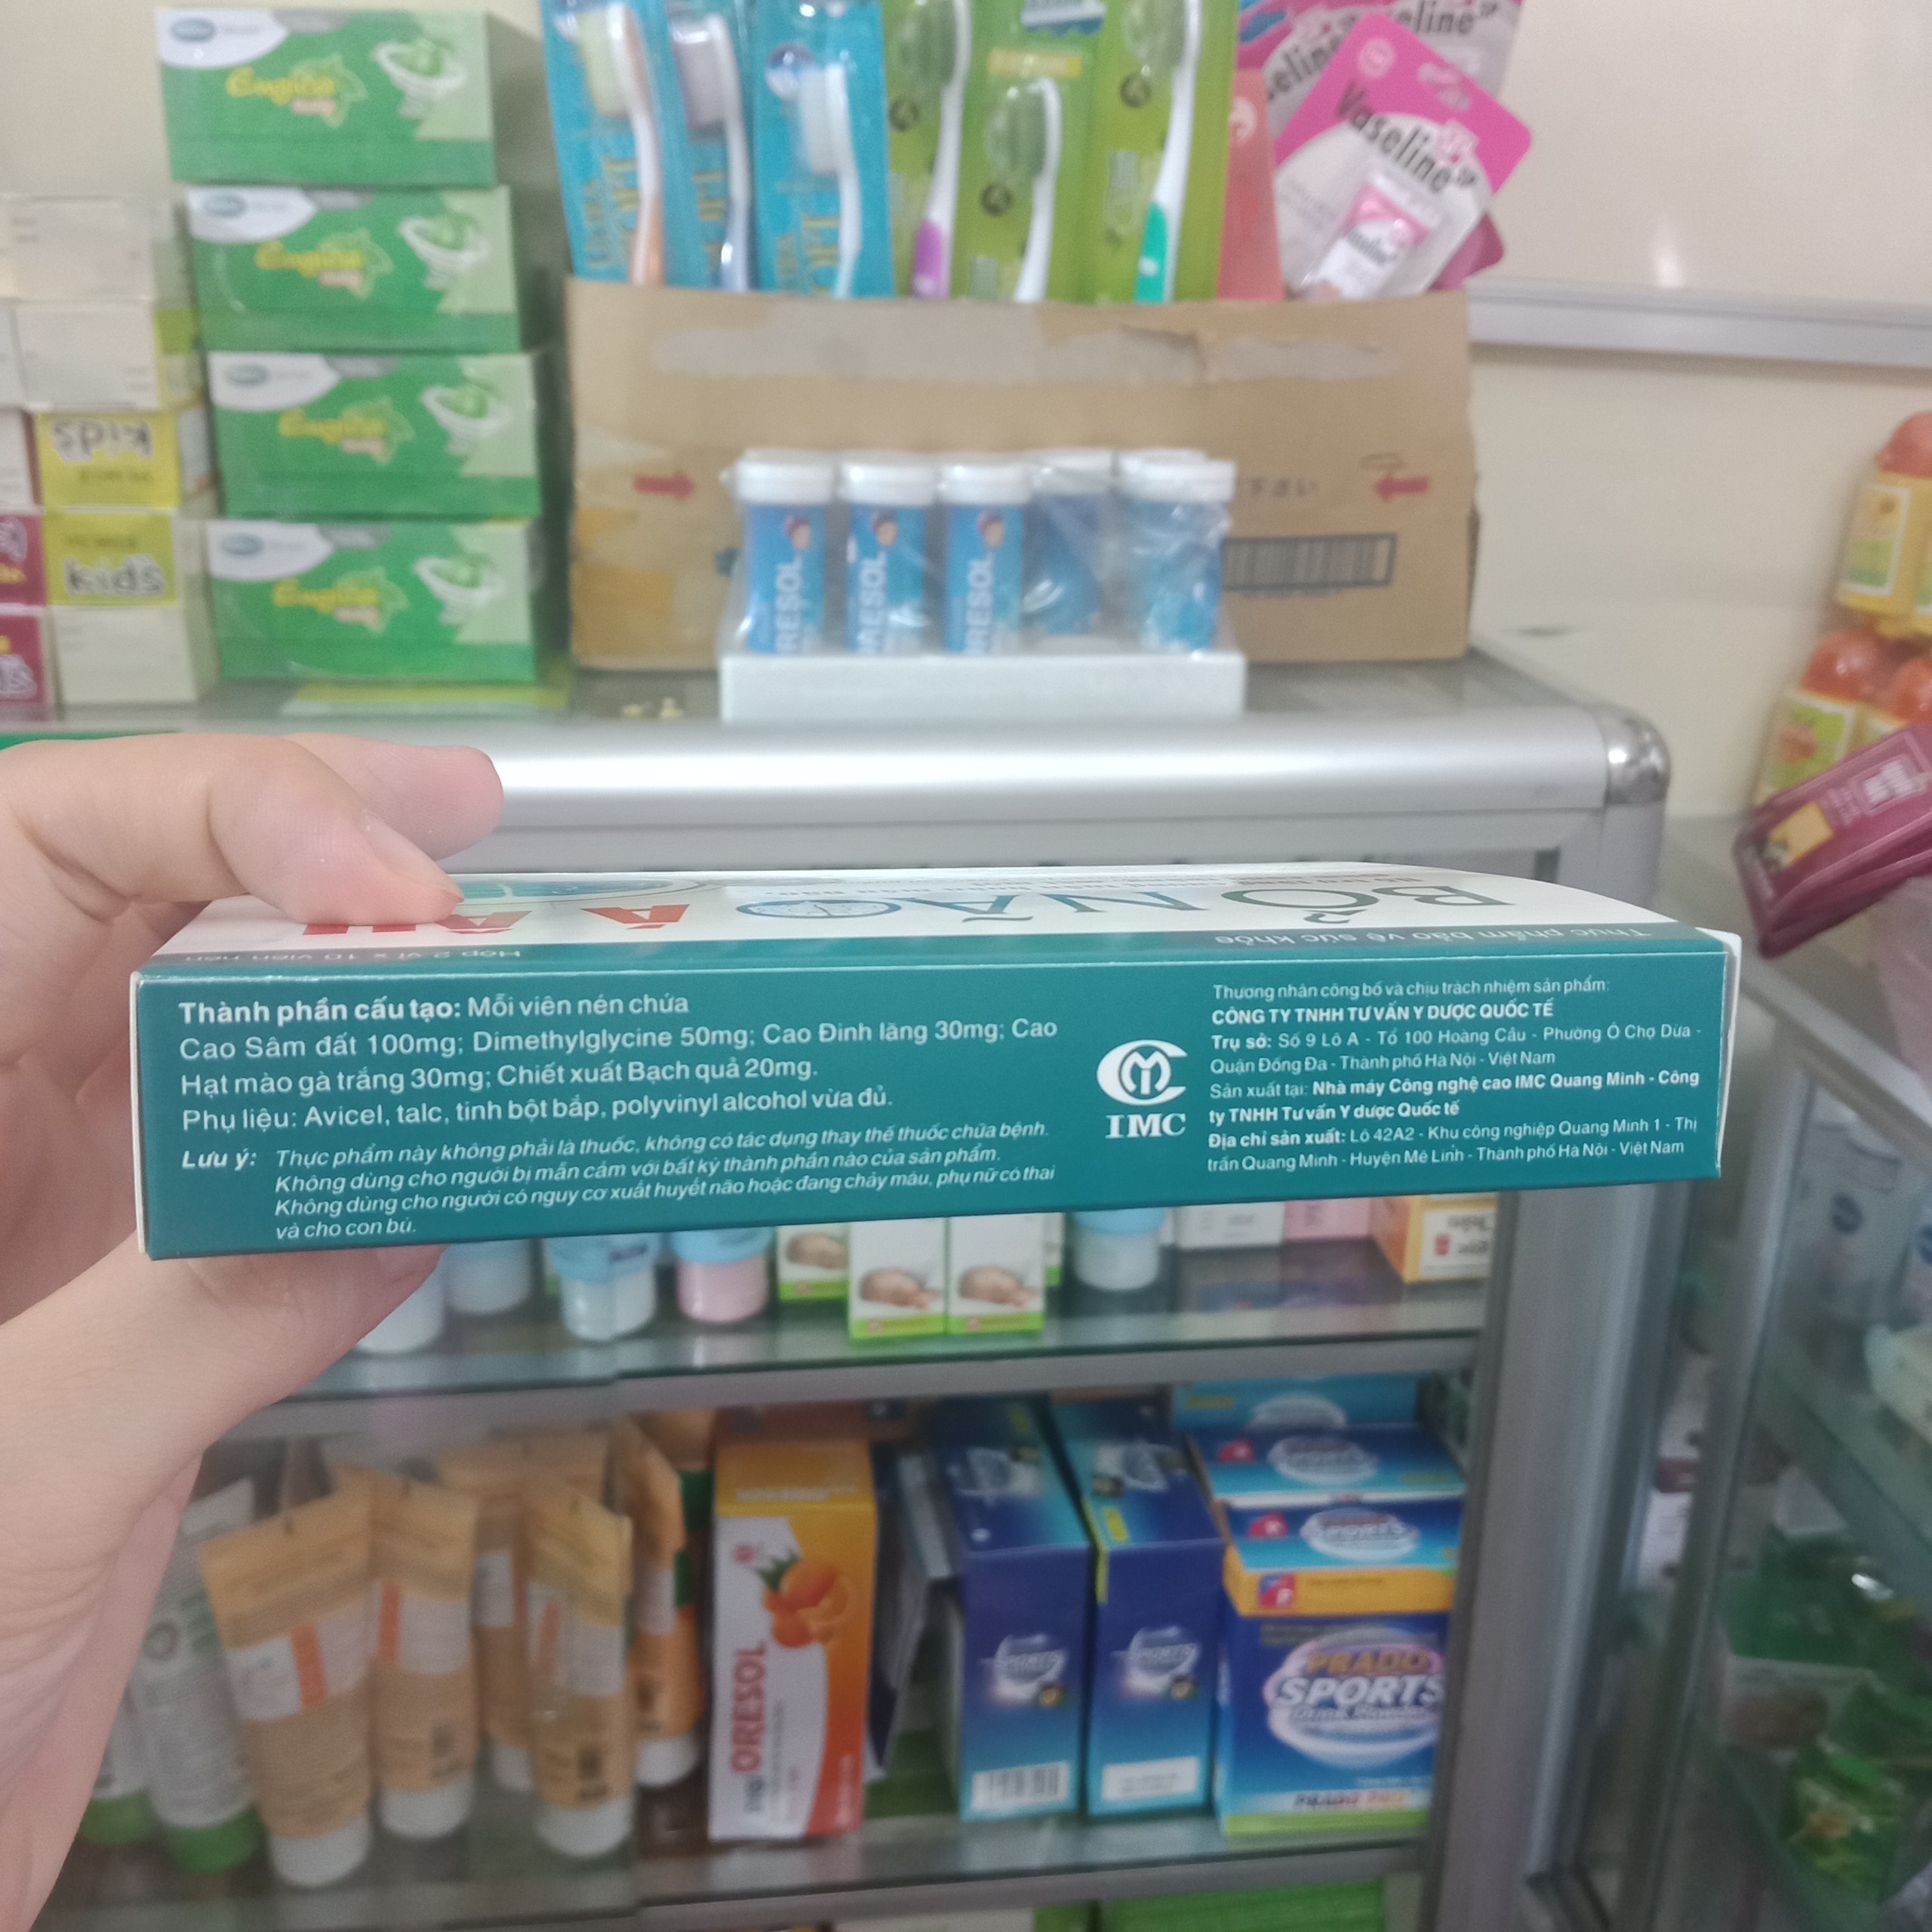 Vaseline
kids
kids
ORESOL
Thực phẩm bảo vệ sức khỏe
BỔ NÃO
Hộp 2 vỉ x 10 viên nén
Thành phần cấu tạo: Mỗi viên nén chứa
Cao Sâm đất 100mg; Dimethylglycine 50mg; Cao Đinh lăng 30mg; Cao
Hạt mào gà trắng 30mg; Chiết xuất Bạch quả 20mg.
Phụ liệu: Avicel, talc, tinh bột bắp, polyvinyl alcohol vừa đủ.
Lưu ý: Thực phẩm này không phải là thuốc, không có tác dụng thay thế thuốc chữa bệnh.
Không dùng cho người bị mẫn cảm với bất kỳ thành phần nào của sản phẩm.
Không dùng cho người có nguy cơ xuất huyết não hoặc đang chảy máu, phụ nữ có thai
và cho con bú.
IMC
Thương nhân công bố và chịu trách nhiệm sản phẩm:
CÔNG TY TNHH TƯ VẤN Y DƯỢC QUỐC TẾ
Trụ sở: Số 9 Lô A - Tổ 100 Hoàng Cầu - Phường Ô Chợ Dừa -
Quận Đống Đa - Thành phố Hà Nội - Việt Nam
Sản xuất tại: Nhà máy Công nghệ cao IMC Quang Minh - Công
ty TNHH Tư vấn Y dược Quốc tế
Địa chỉ sản xuất: Lô 42A2 - Khu công nghiệp Quang Minh 1 - Thị
trấn Quang Minh - Huyện Mê Linh - Thành phố Hà Nội - Việt Nam
ORESOL
PRADO
SPORTS
Drink Powder